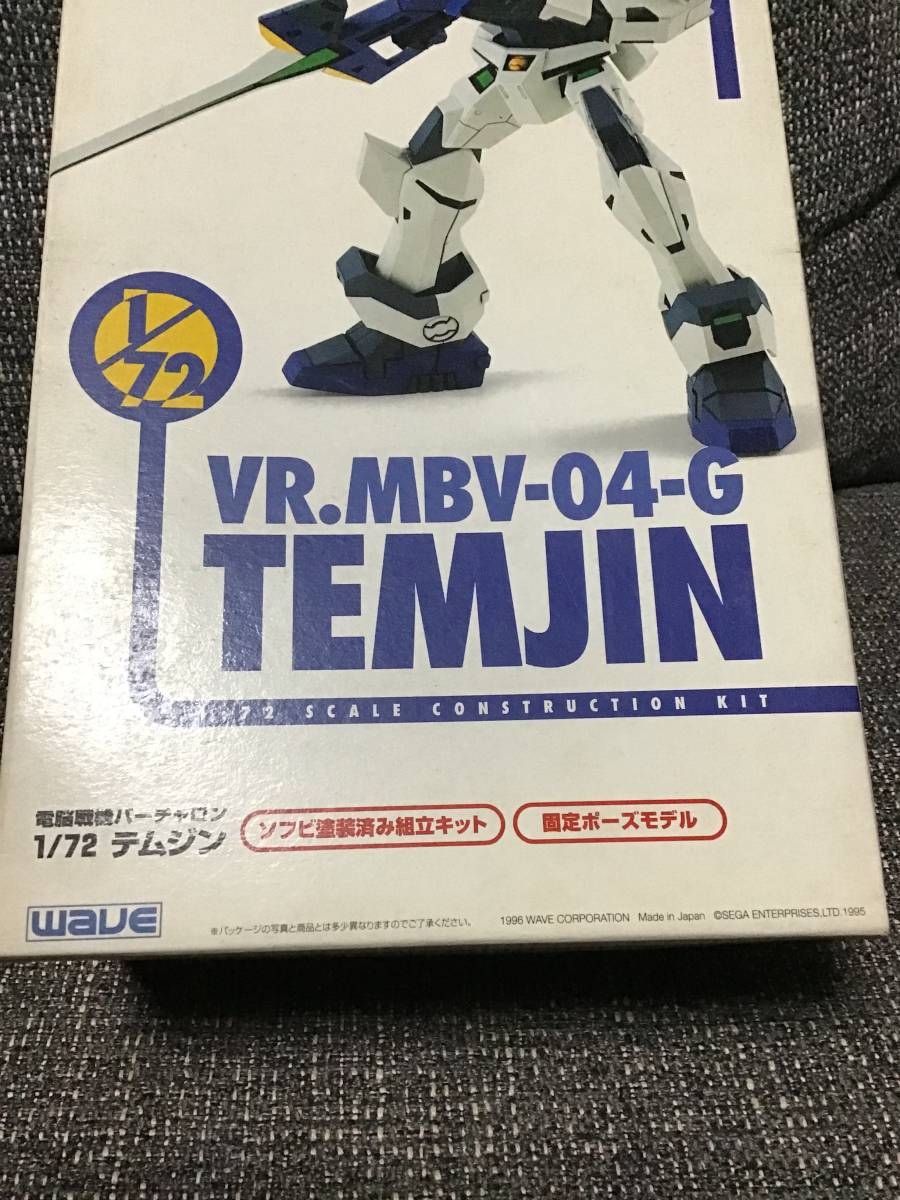 1/72
VR.MBV-04-G
TEMJIN
72 SCALE CONSTRUCTION KIT
電脳戦機バーチャロン
1/72 テムジン
ソフビ塗装済み組立キット
固定ポーズモデル
WAVE
※パッケージの写真と商品とは多少異なりますのでご了承ください。
1996 WAVE CORPORATION Made in Japan ©SEGA ENTERPRISES,LTD.1995